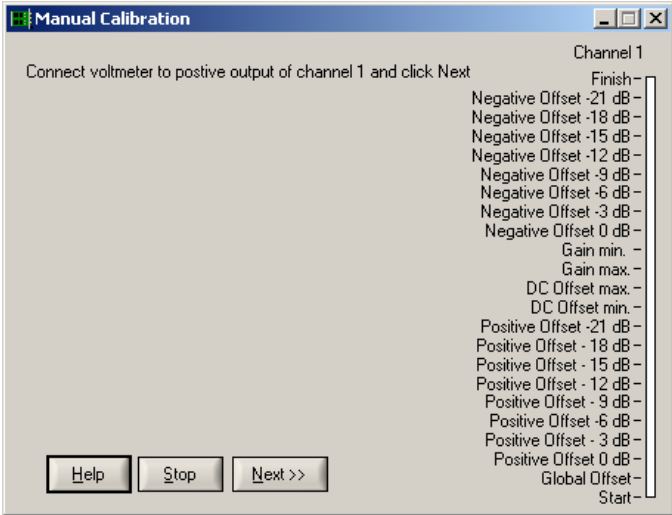 Manual Calibration
Channel 1
Connect voltmeter to postive output of channel 1 and click Next
Finish
Negative Offset -21 dB
Negative Offset -18 dB
Negative Offset -15 dB
Negative Offset -12 dB
Negative Offset -9 dB
Negative Offset -6 dB
Negative Offset -3 dB
Negative Offset 0 dB
Gain min.
Gain max.
DC Offset max.
DC Offset min.
Positive Offset -21 dB
Positive Offset - 18 dB
Positive Offset - 15 dB
Positive Offset - 12 dB
Positive Offset - 9 dB
Positive Offset -6 dB
Positive Offset - 3 dB
Positive Offset 0 dB
Global Offset
Start
Help Stop Next >>